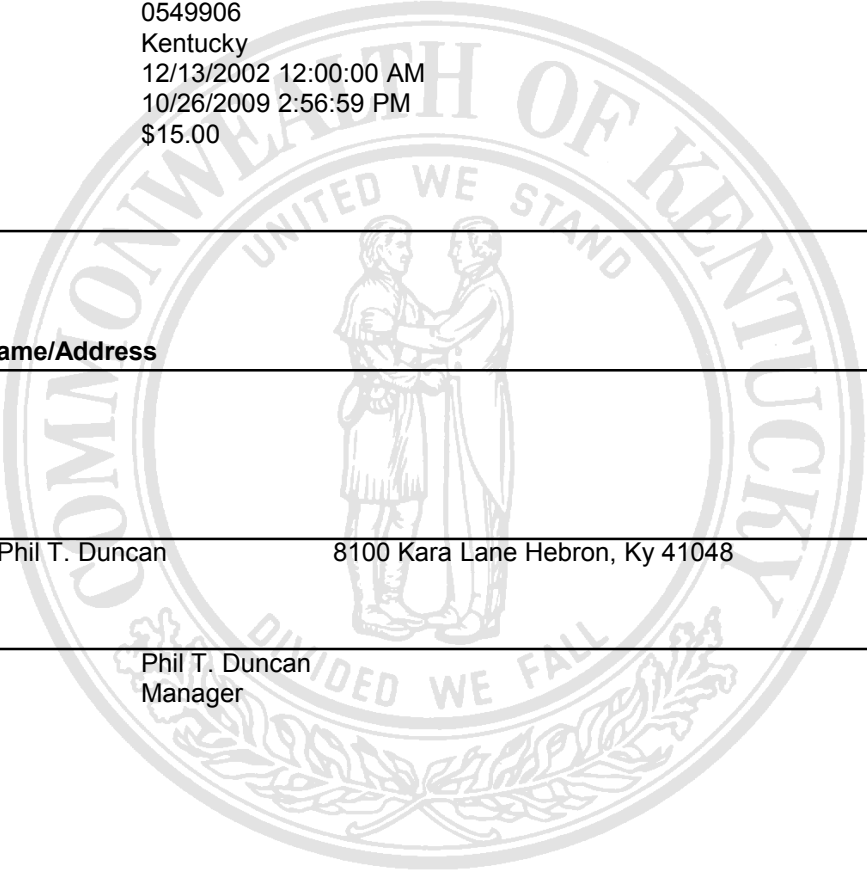 0549906
Kentucky
12/13/2002 12:00:00 AM
10/26/2009 2:56:59 PM
$15.00
COMMONWEALTH OF KENTUCKY
UNITED WE STAND
ame/Address
Phil T. Duncan 8100 Kara Lane Hebron, Ky 41048
DIVIDED WE FALL
Phil T. Duncan
Manager